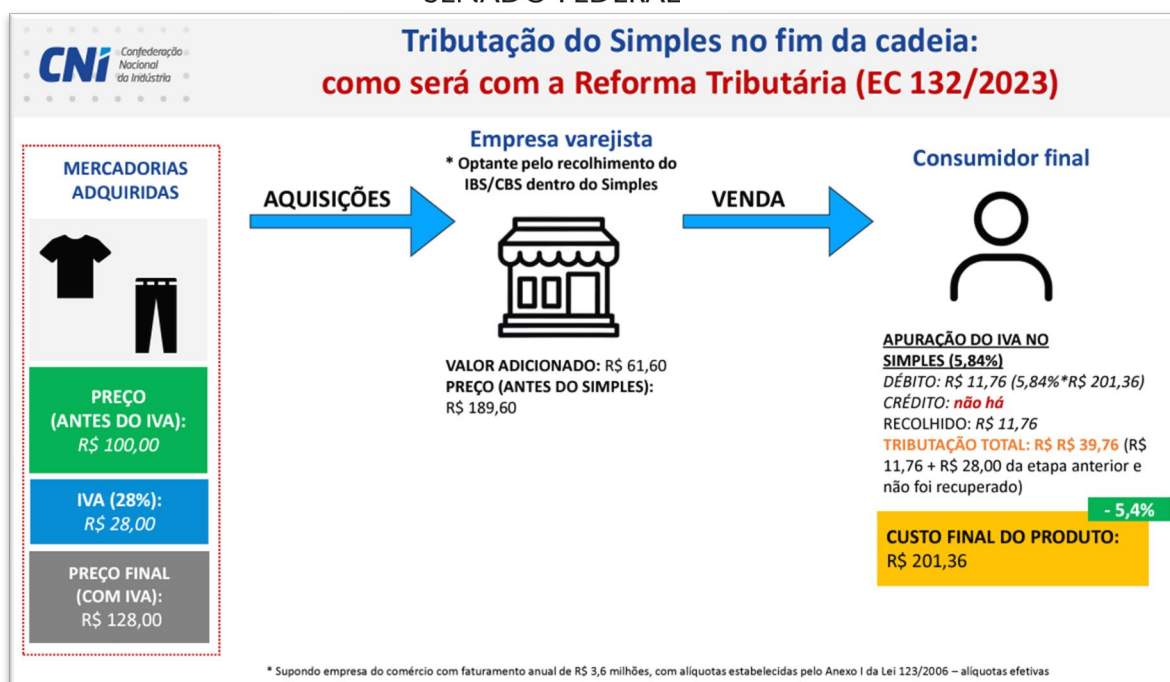 SENADO FEDERAL
CNI Confederação
Nacional
da Indústria
Tributação do Simples no fim da cadeia:
como será com a Reforma Tributária (EC 132/2023)
MERCADORIAS
ADQUIRIDAS
PREÇO
(ANTES DO IVA):
R$ 100,00
IVA (28%):
R$ 28,00
PREÇO FINAL
(COM IVA):
R$ 128,00
AQUISIÇÕES
Empresa varejista
* Optante pelo recolhimento do
IBS/CBS dentro do Simples
VALOR ADICIONADO: R$ 61,60
PREÇO (ANTES DO SIMPLES):
R$ 189,60
VENDA
Consumidor final
APURAÇÃO DO IVA NO
SIMPLES (5,84%)
DÉBITO: R$ 11,76 (5,84%*R$ 201,36)
CRÉDITO: não há
RECOLHIDO: R$ 11,76
TRIBUTAÇÃO TOTAL: R$ R$ 39,76 (R$
11,76 + R$ 28,00 da etapa anterior e
não foi recuperado)
- 5,4%
CUSTO FINAL DO PRODUTO:
R$ 201,36
* Supondo empresa do comércio com faturamento anual de R$ 3,6 milhões, com alíquotas estabelecidas pelo Anexo I da Lei 123/2006 – alíquotas efetivas